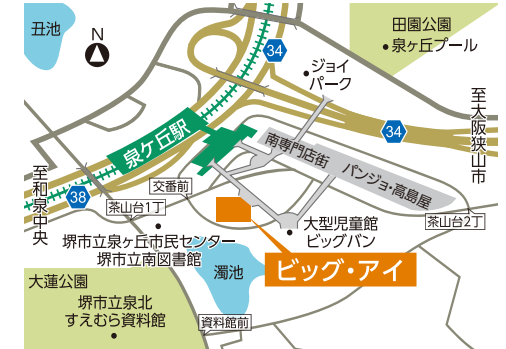 丑池
N
34
田園公園
泉ヶ丘プール
ジョイ
パーク
至大阪狭山市
34
泉ケ丘駅
南専門店街
パンジョ・高島屋
至和泉中央
38
交番前
茶山台1丁
茶山台2丁
大型児童館
ビッグバン
堺市立泉ヶ丘市民センター
堺市立南図書館
濁池
ビッグ・アイ
大蓮公園
堺市立泉北
すえむら資料館
資料館前